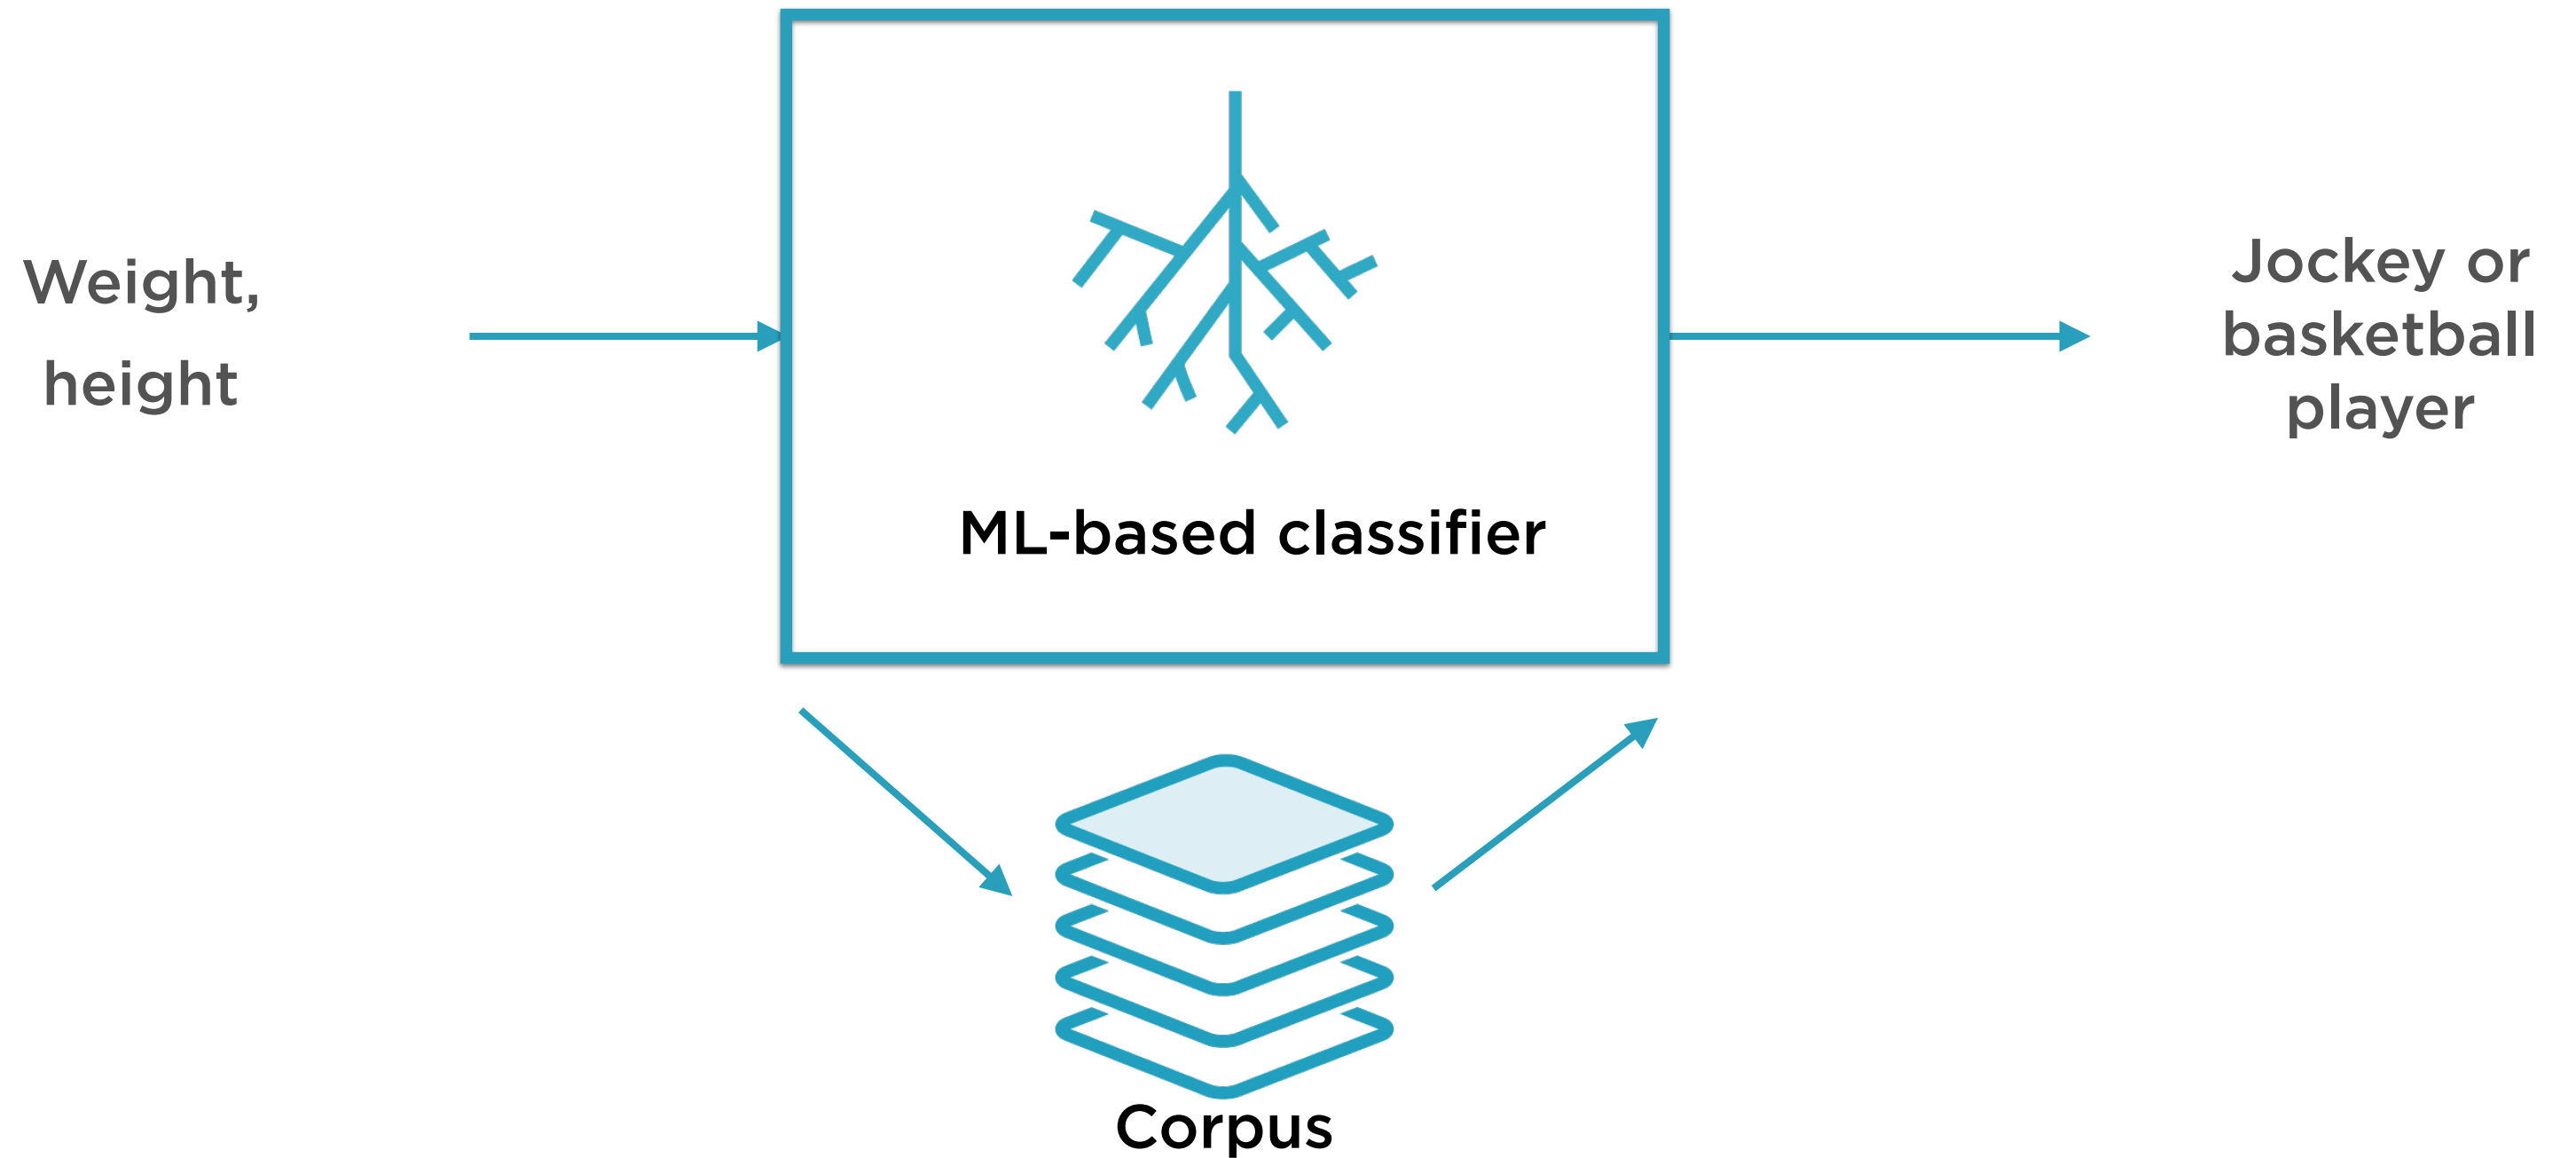 Weight,
height
ML-based classifier
Jockey or
basketball
player
Corpus